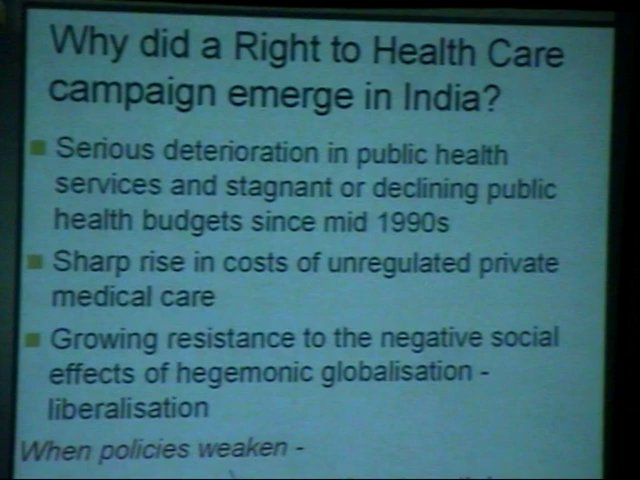 Why did a Right to Health Care
campaign emerge in India?
Serious deterioration in public health
services and stagnant or declining public
health budgets since mid 1990s
Sharp rise in costs of unregulated private
medical care
Growing resistance to the negative social
effects of hegemonic globalisation -
liberalisation
When policies weaken -